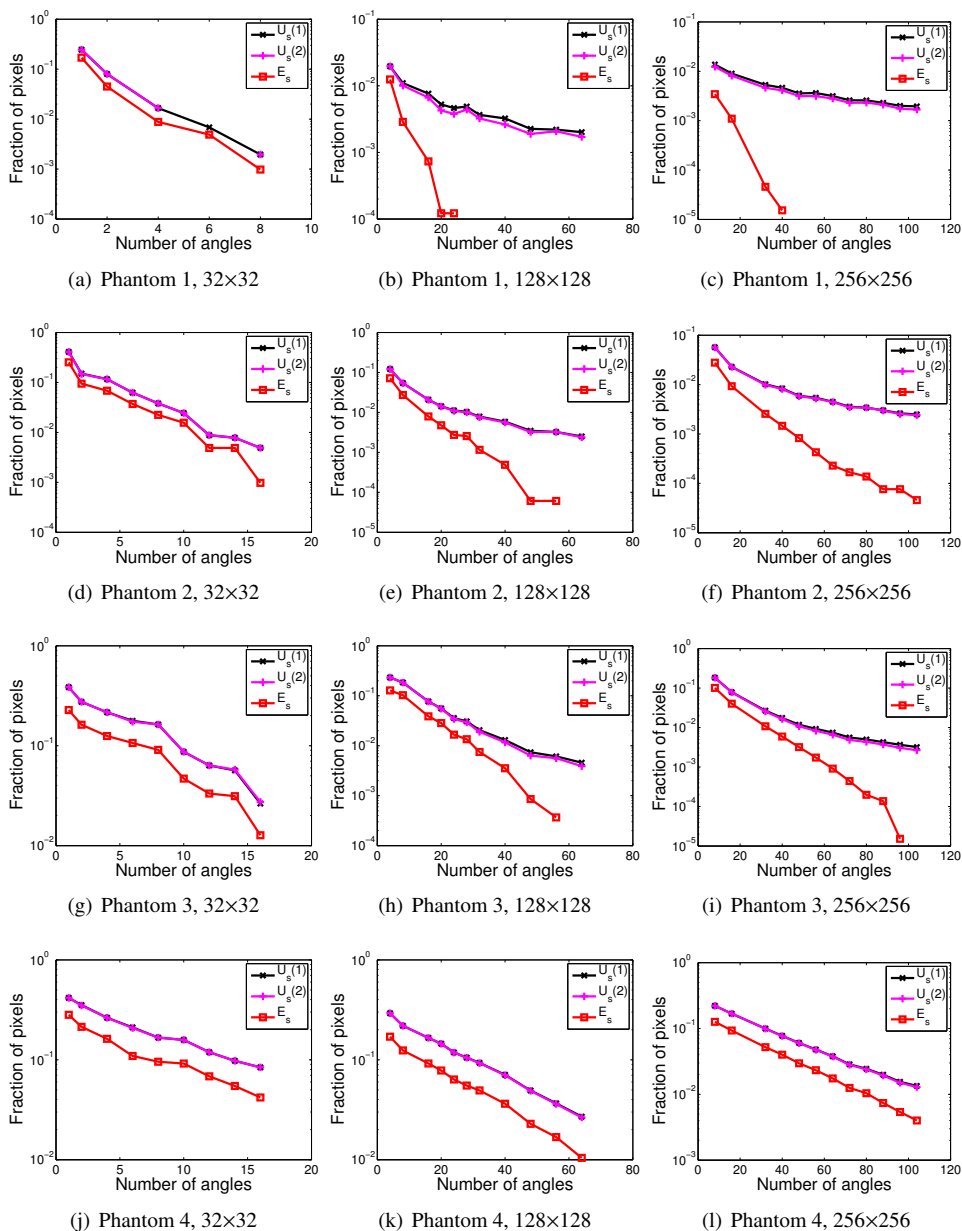 10^0
10^-1
10^-2
10^-3
10^-4
0 2 4 6 8 10
Fraction of pixels
Number of angles
U_s(1)
U_s(2)
E_s
(a) Phantom 1, 32×32
10^-1
10^-2
10^-3
10^-4
0 20 40 60 80
Fraction of pixels
Number of angles
U_s(1)
U_s(2)
E_s
(b) Phantom 1, 128×128
10^-1
10^-2
10^-3
10^-4
10^-5
0 20 40 60 80 100 120
Fraction of pixels
Number of angles
U_s(1)
U_s(2)
E_s
(c) Phantom 1, 256×256
10^0
10^-1
10^-2
10^-3
10^-4
0 5 10 15 20
Fraction of pixels
Number of angles
U_s(1)
U_s(2)
E_s
(d) Phantom 2, 32×32
10^0
10^-1
10^-2
10^-3
10^-4
10^-5
0 20 40 60 80
Fraction of pixels
Number of angles
U_s(1)
U_s(2)
E_s
(e) Phantom 2, 128×128
10^-1
10^-2
10^-3
10^-4
10^-5
0 20 40 60 80 100 120
Fraction of pixels
Number of angles
U_s(1)
U_s(2)
E_s
(f) Phantom 2, 256×256
10^0
10^-1
10^-2
0 5 10 15 20
Fraction of pixels
Number of angles
U_s(1)
U_s(2)
E_s
(g) Phantom 3, 32×32
10^0
10^-1
10^-2
10^-3
10^-4
0 20 40 60 80
Fraction of pixels
Number of angles
U_s(1)
U_s(2)
E_s
(h) Phantom 3, 128×128
10^0
10^-1
10^-2
10^-3
10^-4
10^-5
0 20 40 60 80 100 120
Fraction of pixels
Number of angles
U_s(1)
U_s(2)
E_s
(i) Phantom 3, 256×256
10^0
10^-1
10^-2
0 5 10 15 20
Fraction of pixels
Number of angles
U_s(1)
U_s(2)
E_s
(j) Phantom 4, 32×32
10^0
10^-1
10^-2
0 20 40 60 80
Fraction of pixels
Number of angles
U_s(1)
U_s(2)
E_s
(k) Phantom 4, 128×128
10^0
10^-1
10^-2
10^-3
0 20 40 60 80 100 120
Fraction of pixels
Number of angles
U_s(1)
U_s(2)
E_s
(l) Phantom 4, 256×256